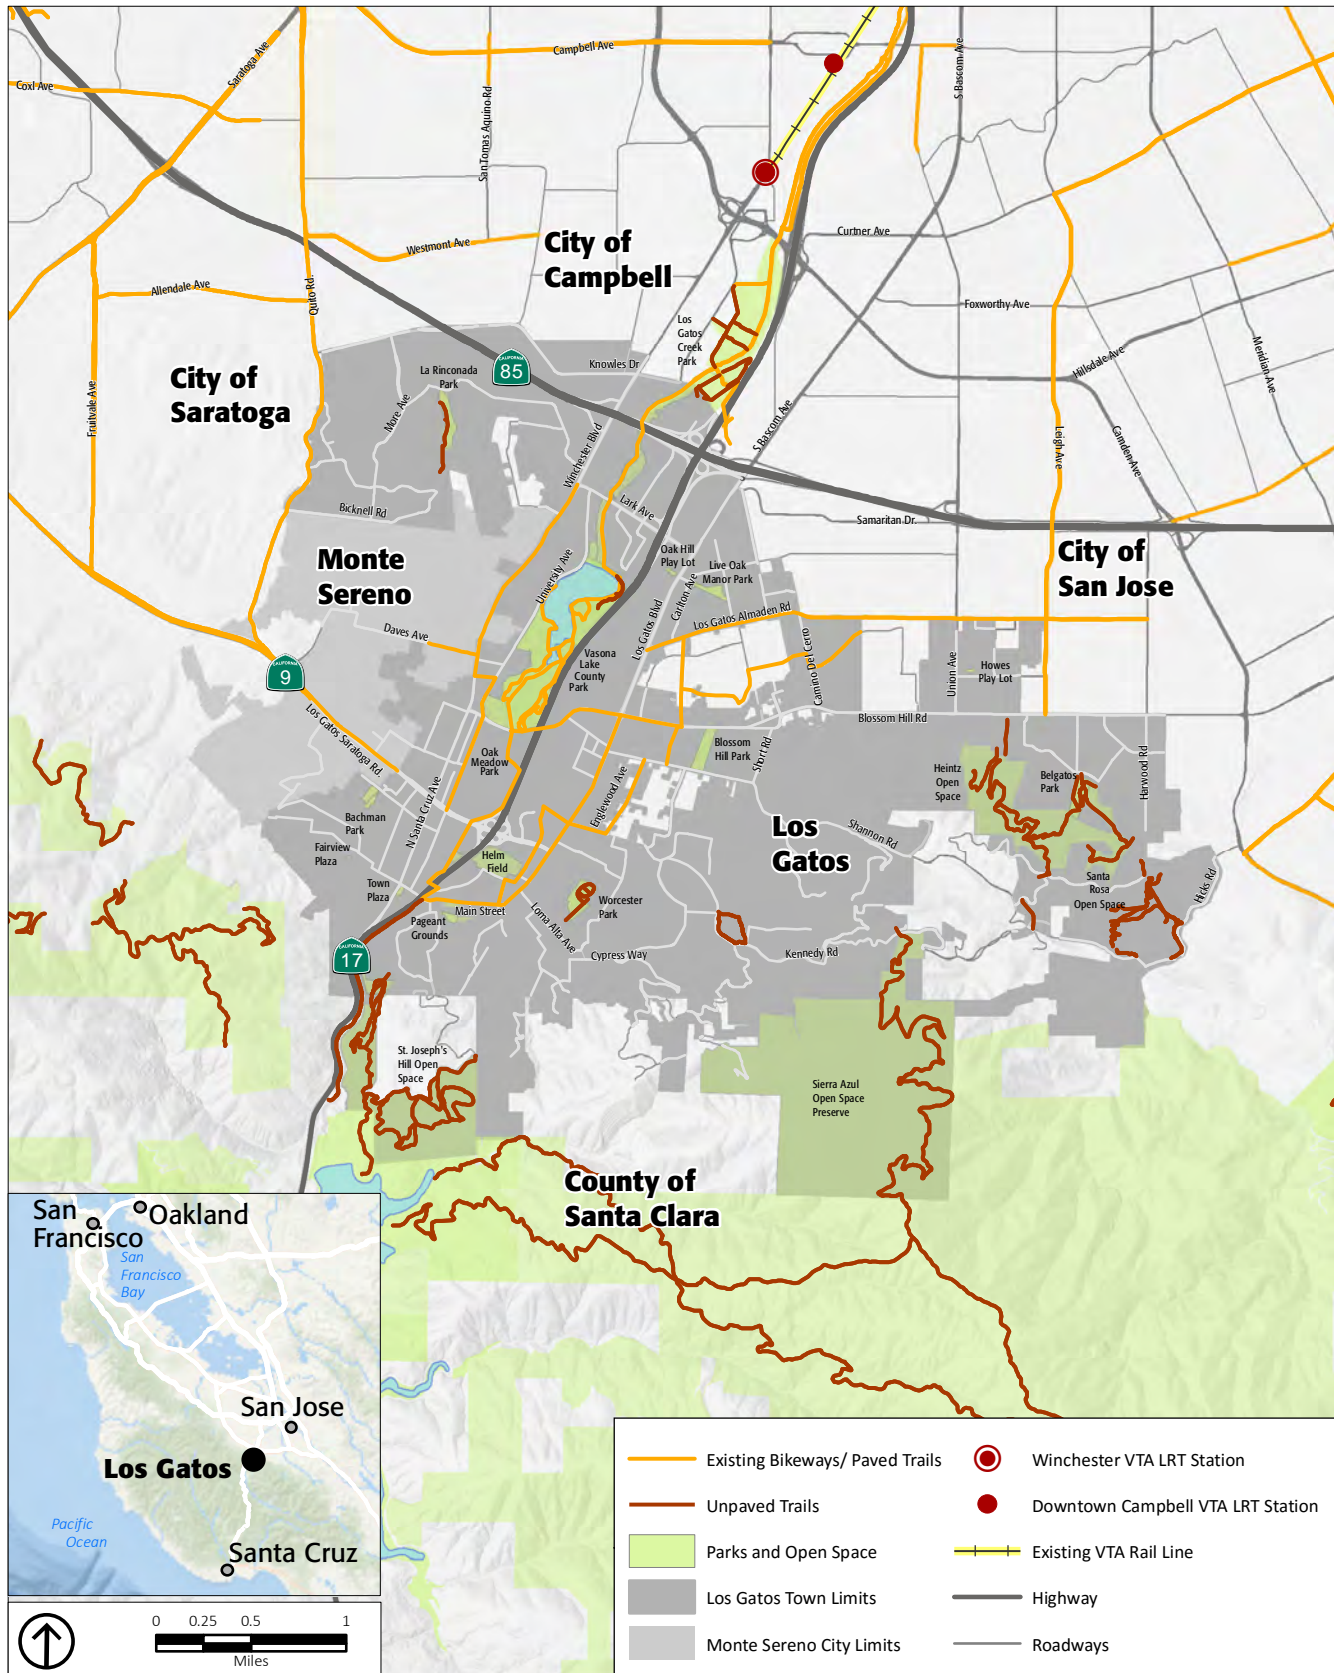 Campbell Ave
Saratoga Ave
Coxl Ave
S Bascom Ave
San Tomas Aquino Rd
Curtner Ave
Westmont Ave
City of
Campbell
Allendale Ave
Quito Rd.
Foxworthy Ave
Los
Gatos
Creek
Park
Meridian Ave
Hillsdale Ave
CALIFORNIA
85
Knowles Dr
City of
Saratoga
La Rinconada
Park
Fruitvale Ave
More Ave
S Bascom Ave
Leigh Ave
Camden Ave
Winchester Blvd
Bicknell Rd
Lark Ave
Samaritan Dr.
Monte
Sereno
University Ave
Oak Hill
Play Lot
Live Oak
Manor Park
City of
San Jose
Carlton Ave
Los Gatos Almaden Rd
Los Gatos Blvd
Daves Ave
Camino Del Cerro
Vasona
Lake
County
Park
Union Ave
Howes
Play Lot
CALIFORNIA
9
Los Gatos Saratoga Rd.
Blossom Hill Rd
Oak
Meadow
Park
Blossom
Hill Park
Short Rd
Heintz
Open
Space
Belgatos
Park
Harwood Rd
N Santa Cruz Ave
Englewood Ave
Bachman
Park
Los
Gatos
Shannon Rd
Fairview
Plaza
Helm
Field
Town
Plaza
Santa
Rosa
Open Space
Hicks Rd
Worcester
Park
Main Street
Pageant
Grounds
Loma Alta Ave
Cypress Way
Kennedy Rd
CALIFORNIA
17
St. Joseph's
Hill Open
Space
Sierra Azul
Open Space
Preserve
County of
Santa Clara
San
Francisco
Oakland
San
Francisco
Bay
San Jose
Los Gatos
Pacific
Ocean
Santa Cruz
0 0.25 0.5 1
Miles
Existing Bikeways/ Paved Trails
Unpaved Trails
Parks and Open Space
Los Gatos Town Limits
Monte Sereno City Limits
Winchester VTA LRT Station
Downtown Campbell VTA LRT Station
Existing VTA Rail Line
Highway
Roadways